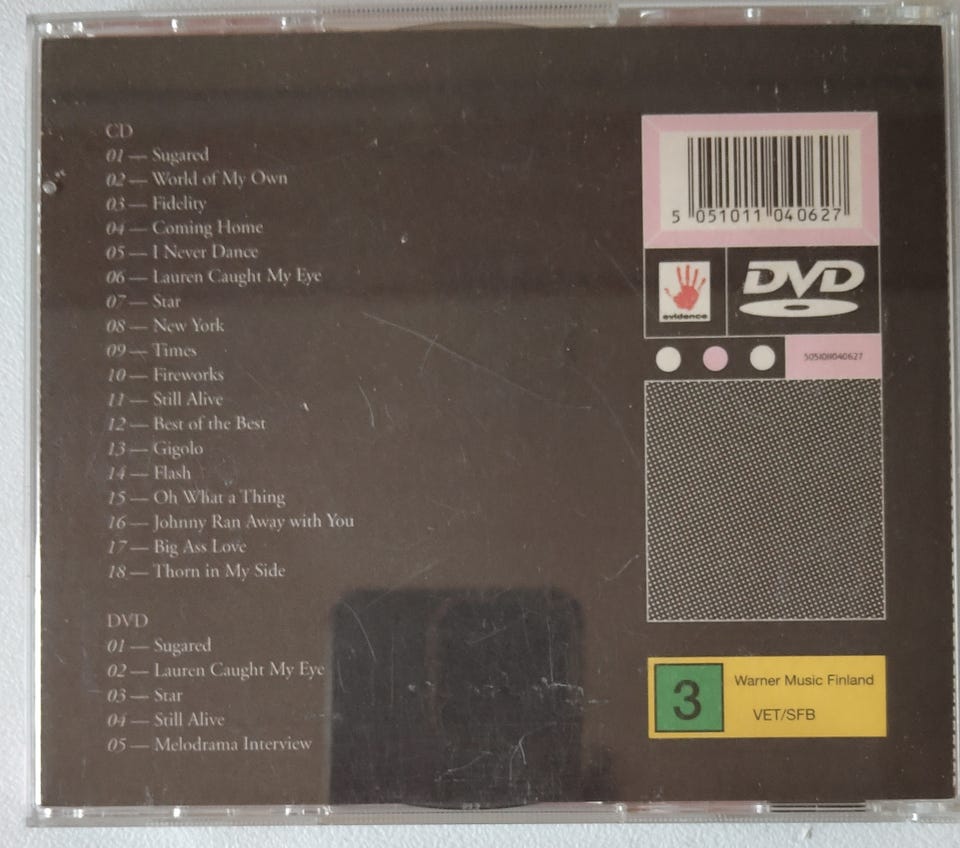 CD
01 — Sugared
02 — World of My Own
03 — Fidelity
04 — Coming Home
05 — I Never Dance
06 — Lauren Caught My Eye
07 — Star
08 — New York
09 — Times
10 — Fireworks
11 — Still Alive
12 — Best of the Best
13 — Gigolo
14 — Flash
15 — Oh What a Thing
16 — Johnny Ran Away with You
17 — Big Ass Love
18 — Thorn in My Side
DVD
01 — Sugared
02 — Lauren Caught My Eye
03 — Star
04 — Still Alive
05 — Melodrama Interview
5 051011 040627
evidence
DVD
5051011040627
3
Warner Music Finland
VET/SFB